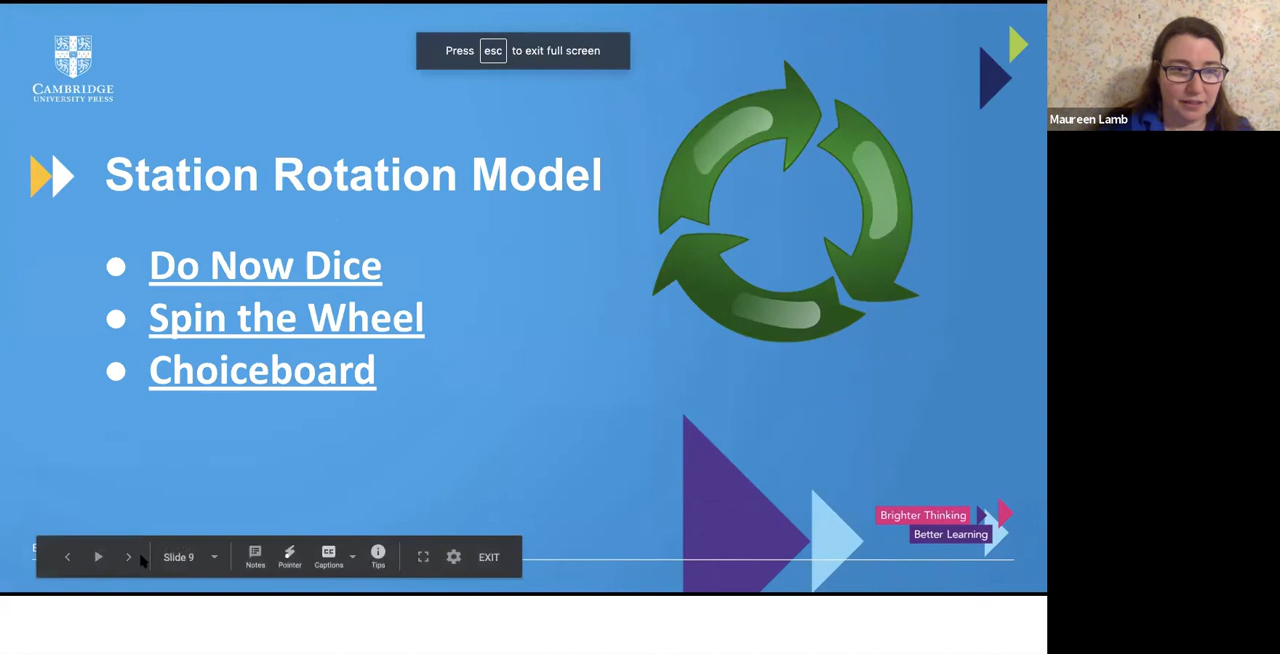 CAMBRIDGE
UNIVERSITY PRESS
Press esc to exit full screen
Maureen Lamb
Station Rotation Model
● Do Now Dice
● Spin the Wheel
● Choiceboard
Brighter Thinking
Better Learning
Slide 9
Notes
Pointer
CC
Captions
Tips
EXIT